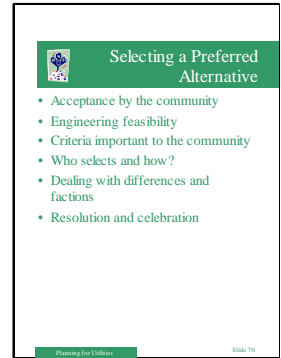 Selecting a Preferred
Alternative
• Acceptance by the community
• Engineering feasibility
• Criteria important to the community
• Who selects and how?
• Dealing with differences and
factions
• Resolution and celebration
Planning for Utilities
Slide 70